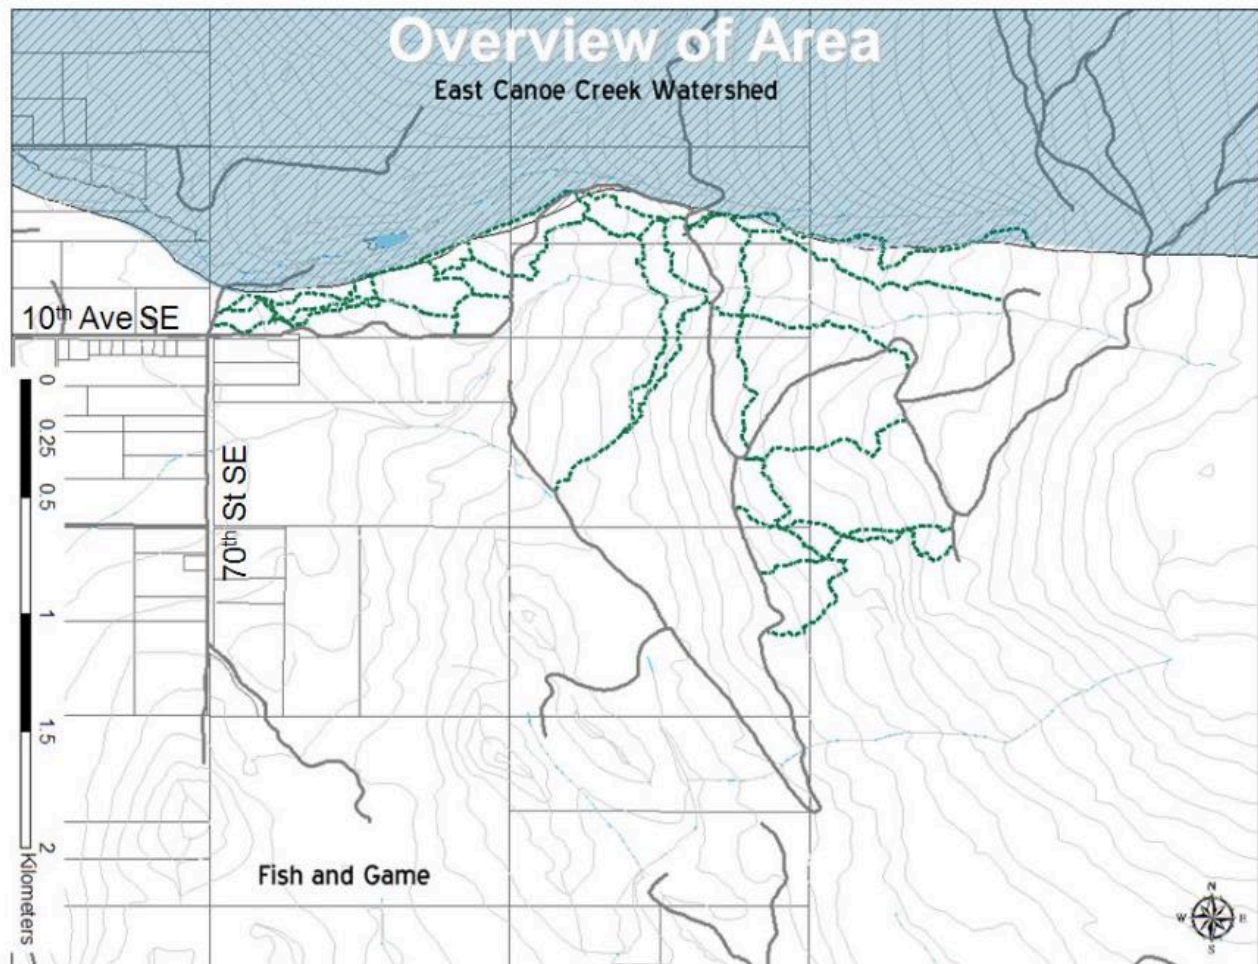 Overview of Area
East Canoe Creek Watershed
10th Ave SE
0
0.25
0.5
1
1.5
2
Kilometers
70th St SE
Fish and Game
N
W
E
S